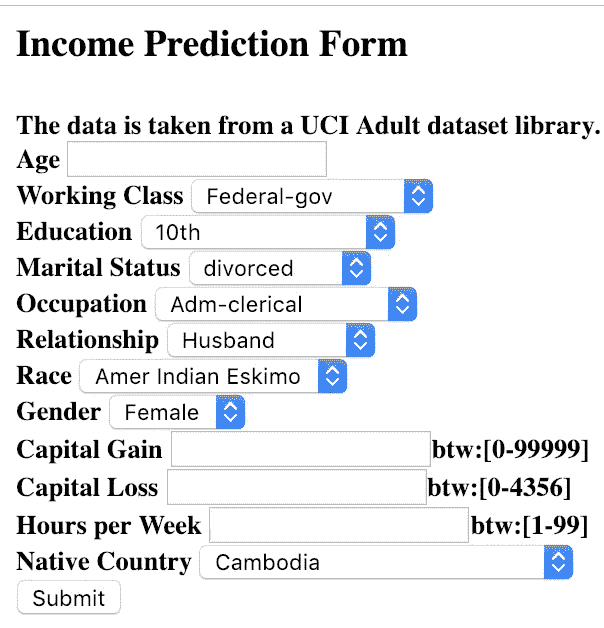 Income Prediction Form
The data is taken from a UCI Adult dataset library.
Age
Working Class Federal-gov
Education 10th
Marital Status divorced
Occupation Adm-clerical
Relationship Husband
Race Amer Indian Eskimo
Gender Female
Capital Gain btw:[0-99999]
Capital Loss btw:[0-4356]
Hours per Week btw:[1-99]
Native Country Cambodia
Submit